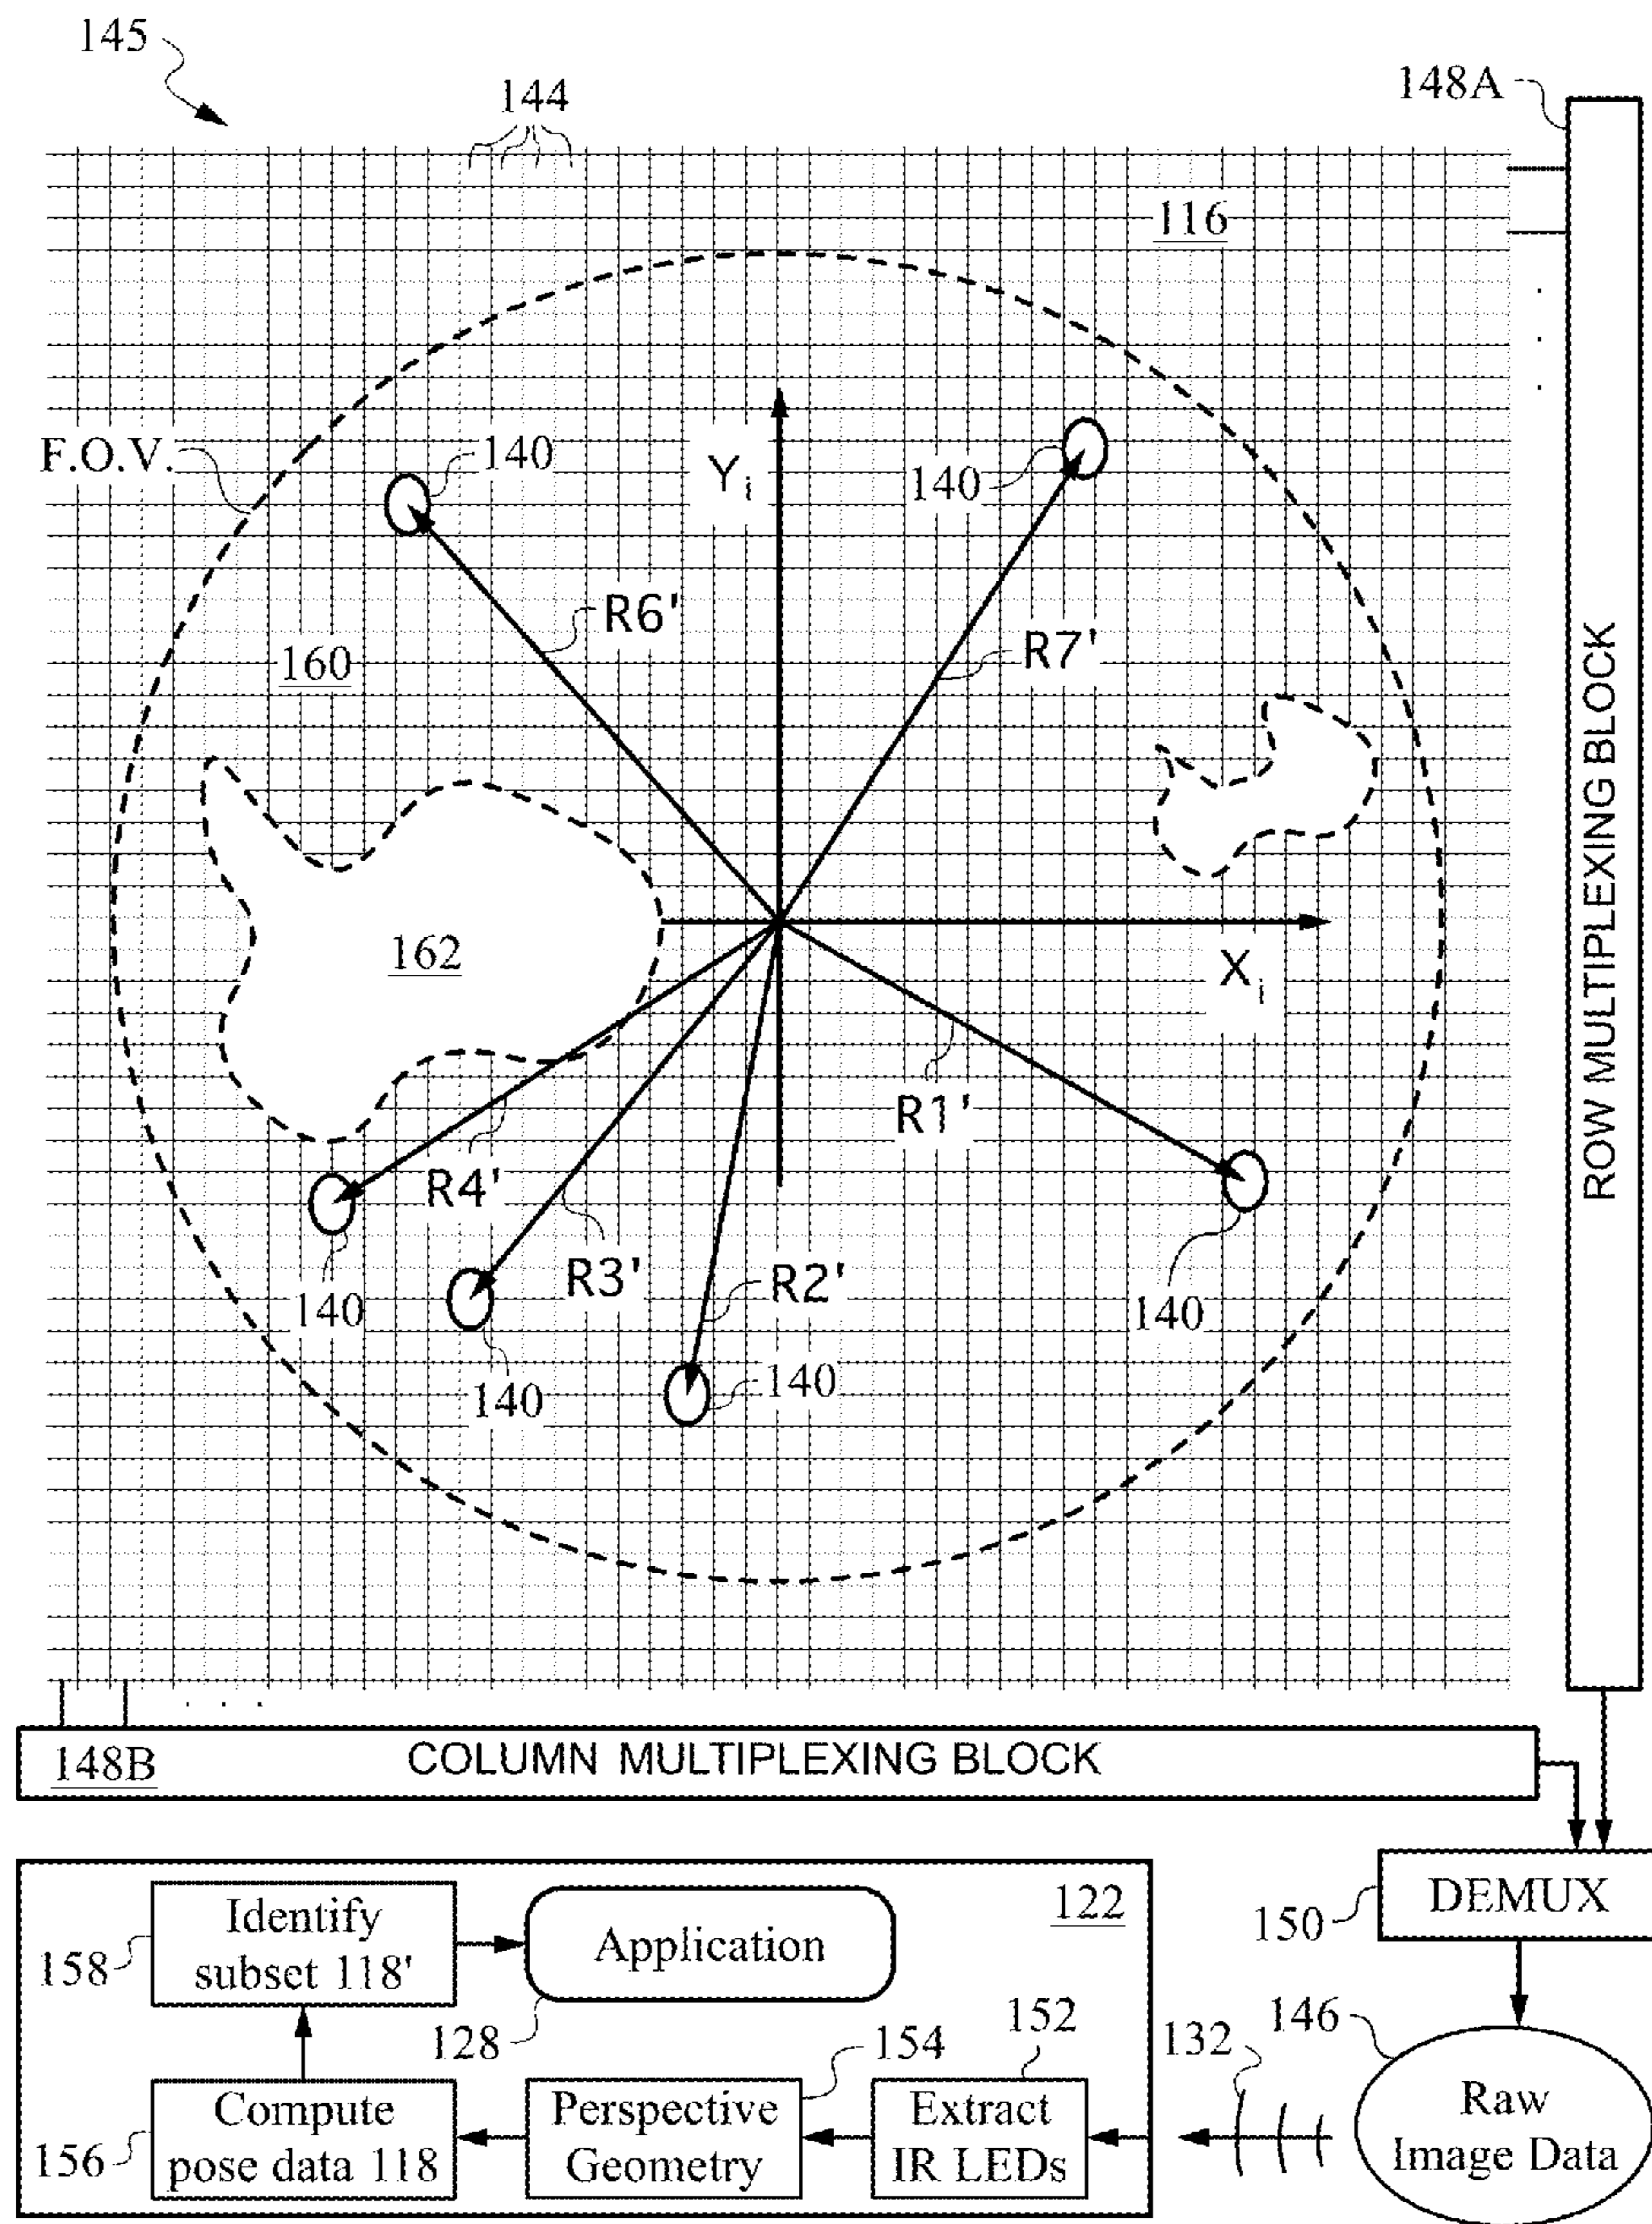 145
144
148A
116
F.O.V.
140
140
Yi
R6'
R7'
160
ROW MULTIPLEXING BLOCK
162
Xi
R1'
R4'
R3'
R2'
140
140
140
140
148B
COLUMN MULTIPLEXING BLOCK
122
DEMUX
150
Identify
subset 118'
158
Application
128
154
152
132
146
Compute
pose data 118
156
Perspective
Geometry
Extract
IR LEDs
Raw
Image Data